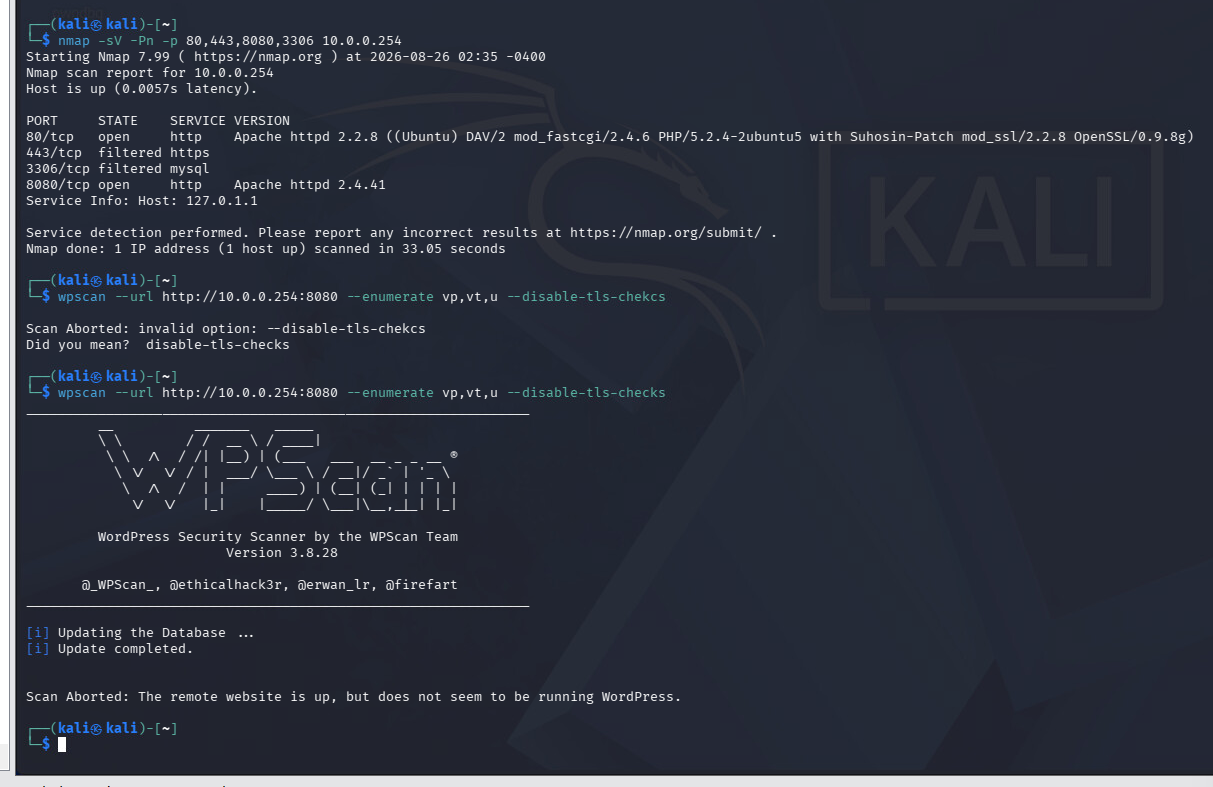 ┌──(kali㉿kali)-[~]
└─$ nmap -sV -Pn -p 80,443,8080,3306 10.0.0.254
Starting Nmap 7.99 ( https://nmap.org ) at 2026-08-26 02:35 -0400
Nmap scan report for 10.0.0.254
Host is up (0.0057s latency).
PORT     STATE    SERVICE VERSION
80/tcp   open     http    Apache httpd 2.2.8 ((Ubuntu) DAV/2 mod_fastcgi/2.4.6 PHP/5.2.4-2ubuntu5 with Suhosin-Patch mod_ssl/2.2.8 OpenSSL/0.9.8g)
443/tcp  filtered https
3306/tcp filtered mysql
8080/tcp open     http    Apache httpd 2.4.41
Service Info: Host: 127.0.1.1
Service detection performed. Please report any incorrect results at https://nmap.org/submit/ .
Nmap done: 1 IP address (1 host up) scanned in 33.05 seconds
┌──(kali㉿kali)-[~]
└─$ wpscan --url http://10.0.0.254:8080 --enumerate vp,vt,u --disable-tls-chekcs
Scan Aborted: invalid option: --disable-tls-chekcs
Did you mean?  disable-tls-checks
┌──(kali㉿kali)-[~]
└─$ wpscan --url http://10.0.0.254:8080 --enumerate vp,vt,u --disable-tls-checks
WPScan ®
WordPress Security Scanner by the WPScan Team
Version 3.8.28
@_WPScan_, @ethicalhack3r, @erwan_lr, @firefart
[i] Updating the Database ...
[i] Update completed.
Scan Aborted: The remote website is up, but does not seem to be running WordPress.
┌──(kali㉿kali)-[~]
└─$
KALI